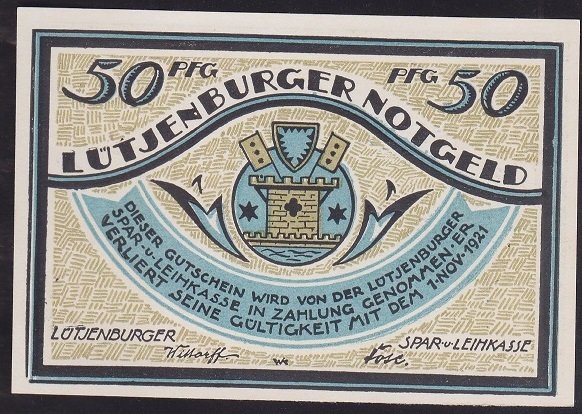 50 PFG PFG 50
LÜTJENBURGER NOTGELD
DIESER GUTSCHEIN WIRD VON DER LÜTJENBURGER
SPAR-U-LEIHKASSE IN ZAHLUNG GENOMMEN, ER
VERLIERT SEINE GÜLTIGKEIT MIT DEM 1·NOV·1921
LÜTJENBURGER SPAR-U-LEIHKASSE